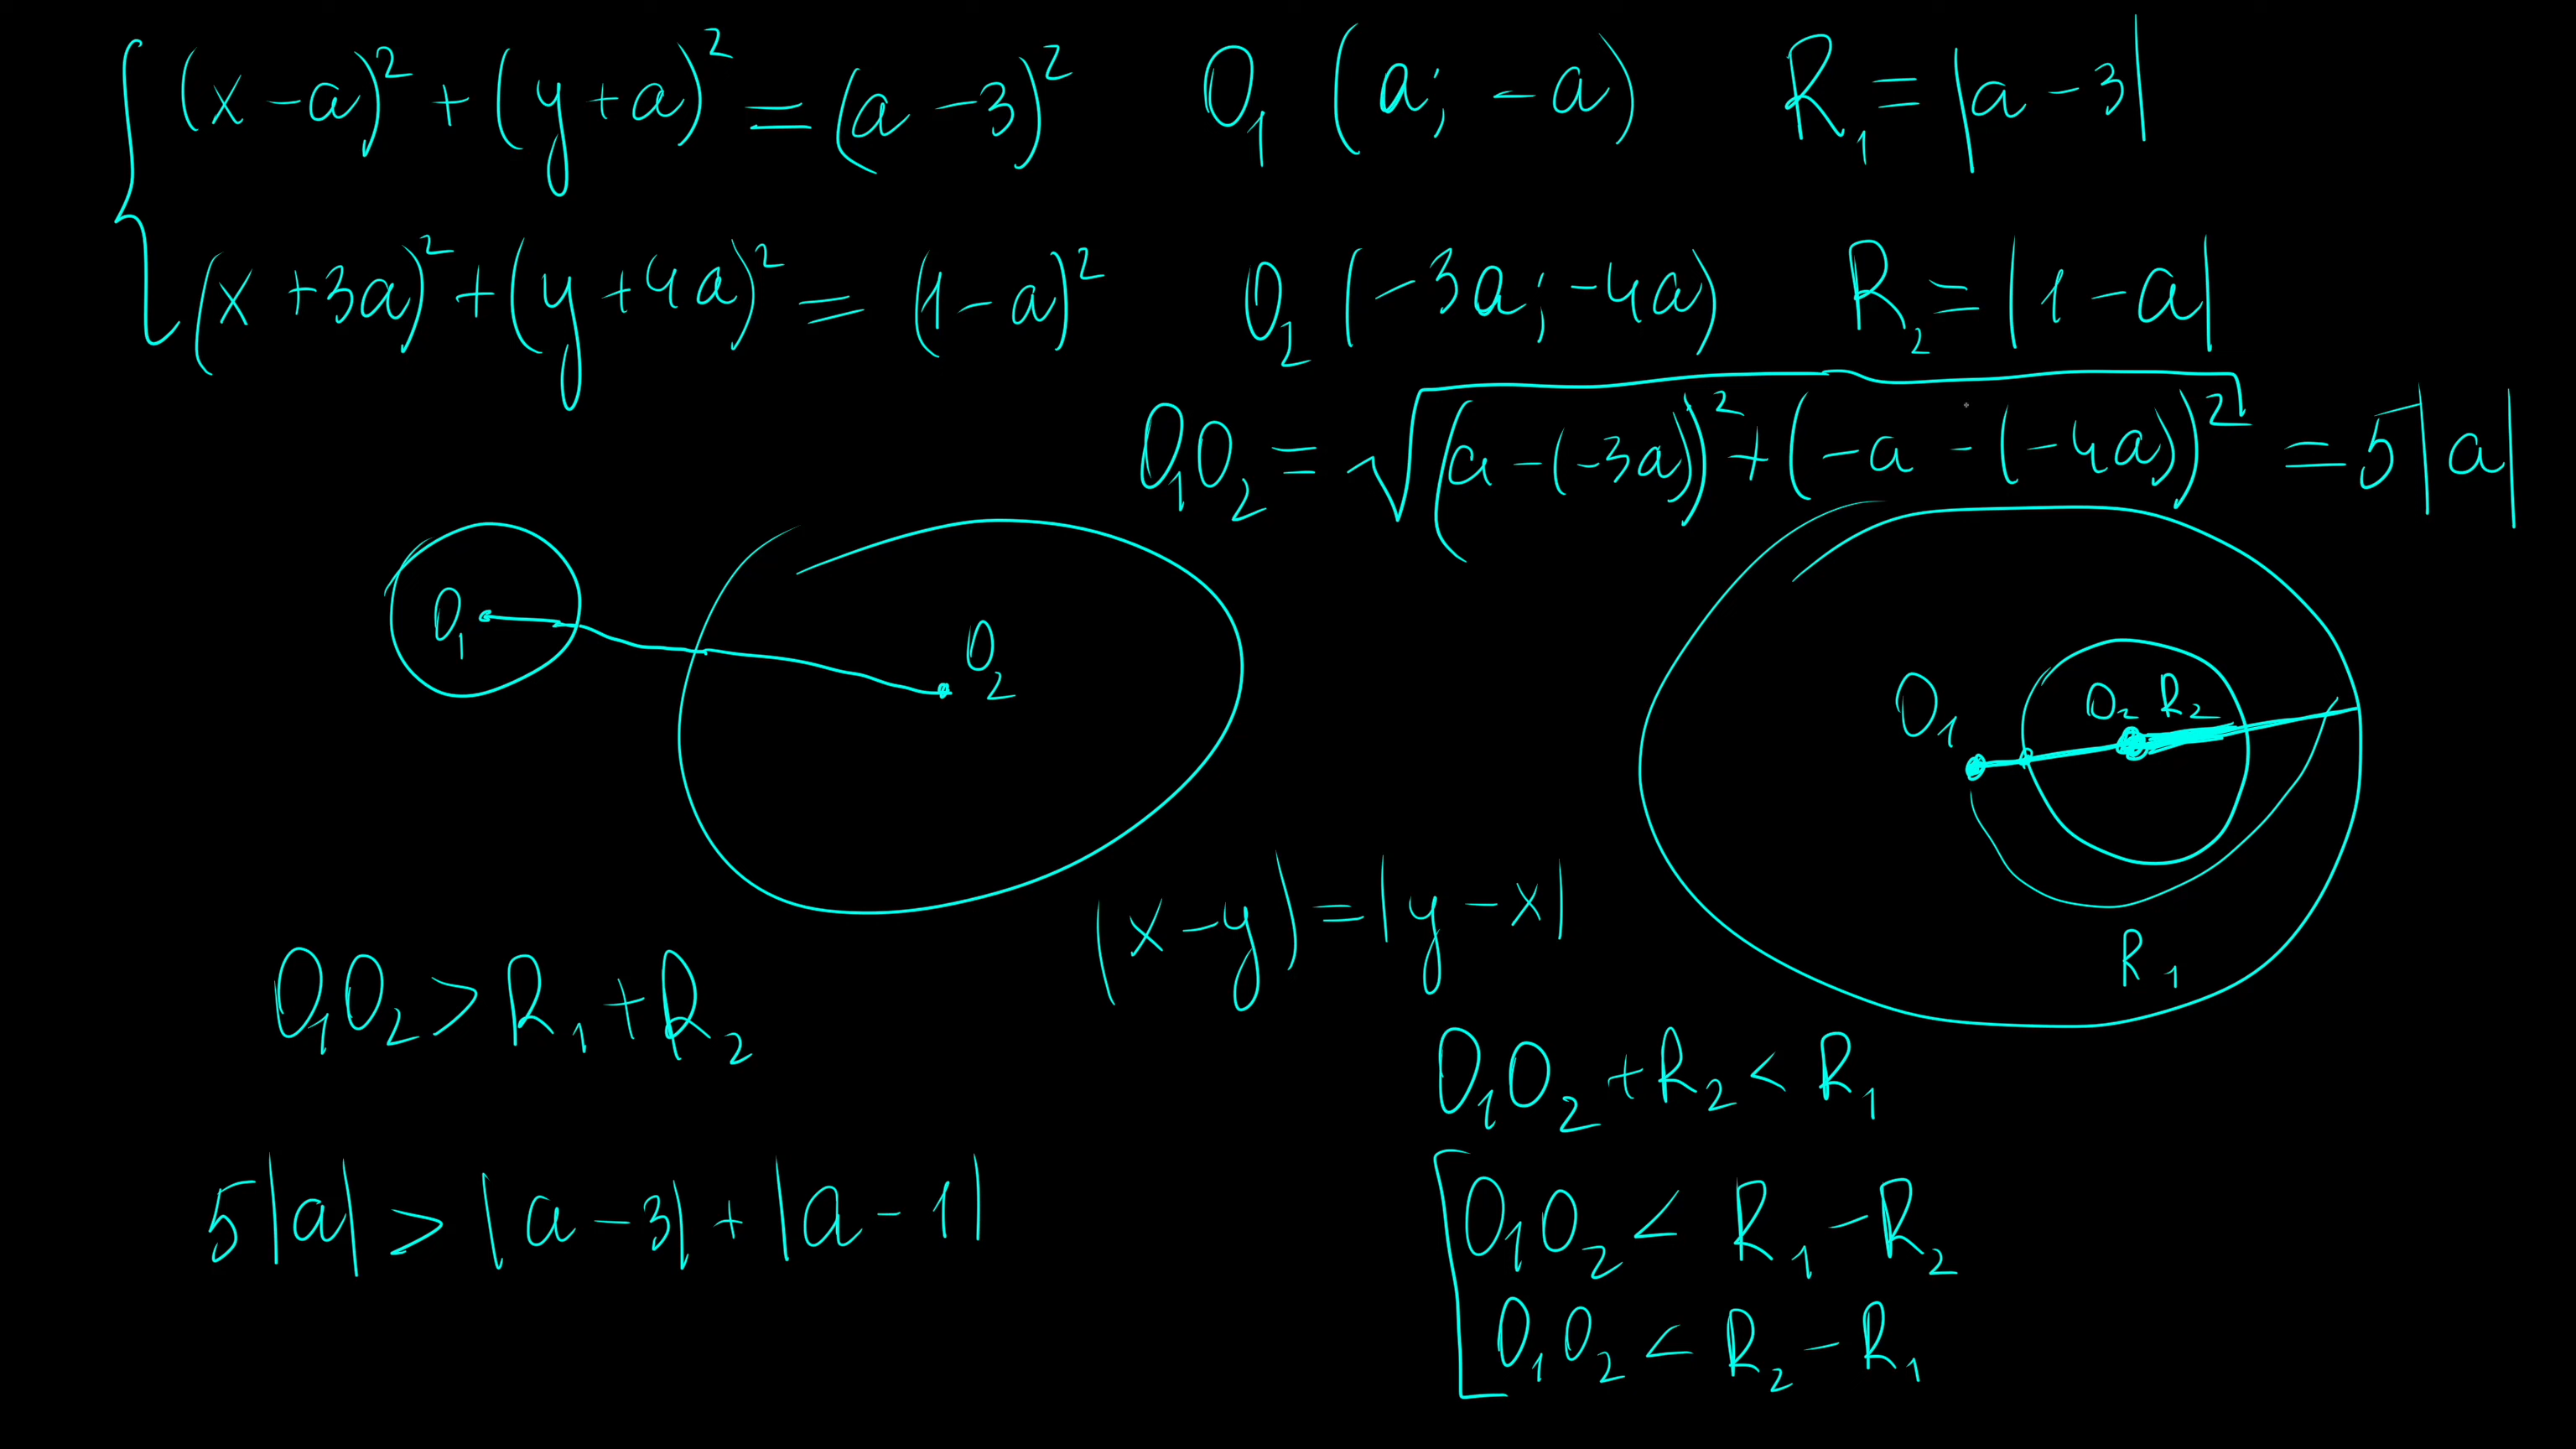 (x - a)² + (y + a)² = (a - 3)² O₁ (a; -a) R₁ = |a - 3|
(x + 3a)² + (y + 4a)² = (1 - a)² O₂ (-3a; -4a) R₂ = |1 - a|
O₁O₂ = √((a - (-3a))² + (-a - (-4a))²) = 5|a|
O₁
O₂
O₁
O₂ R₂
R₁
|x - y| = |y - x|
O₁O₂ > R₁ + R₂
5|a| > |a - 3| + |a - 1|
O₁O₂ + R₂ < R₁
O₁O₂ < R₁ - R₂
O₁O₂ < R₂ - R₁